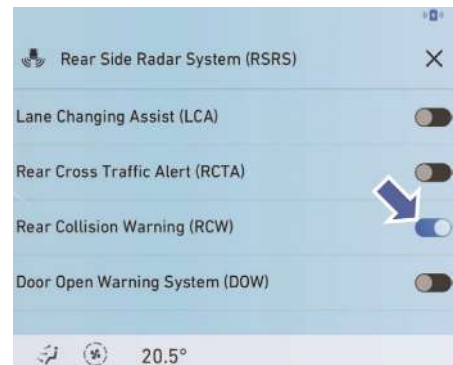 Rear Side Radar System (RSRS)
Lane Changing Assist (LCA)
Rear Cross Traffic Alert (RCTA)
Rear Collision Warning (RCW)
Door Open Warning System (DOW)
20.5°